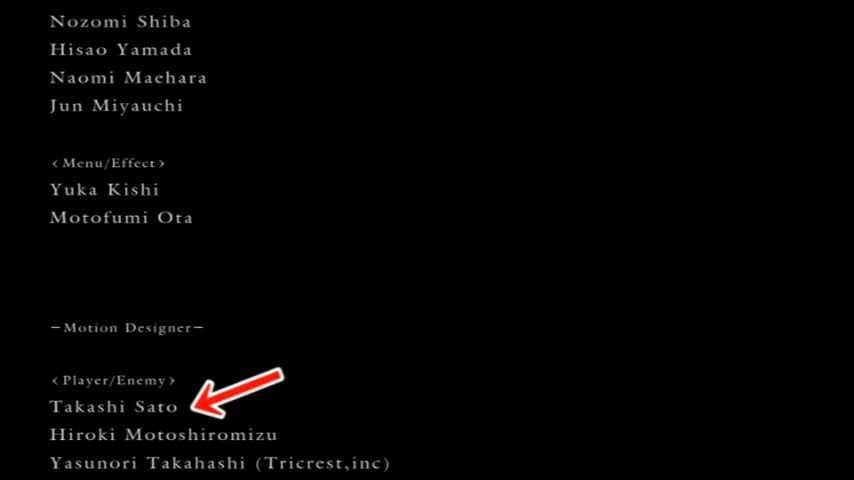 Nozomi Shiba
Hisao Yamada
Naomi Maehara
Jun Miyauchi
<Menu/Effect>
Yuka Kishi
Motofumi Ota
−Motion Designer−
<Player/Enemy>
Takashi Sato
Hiroki Motoshiromizu
Yasunori Takahashi (Tricrest,inc)